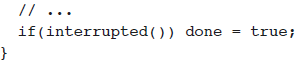 // ...
if(interrupted()) done = true;
}